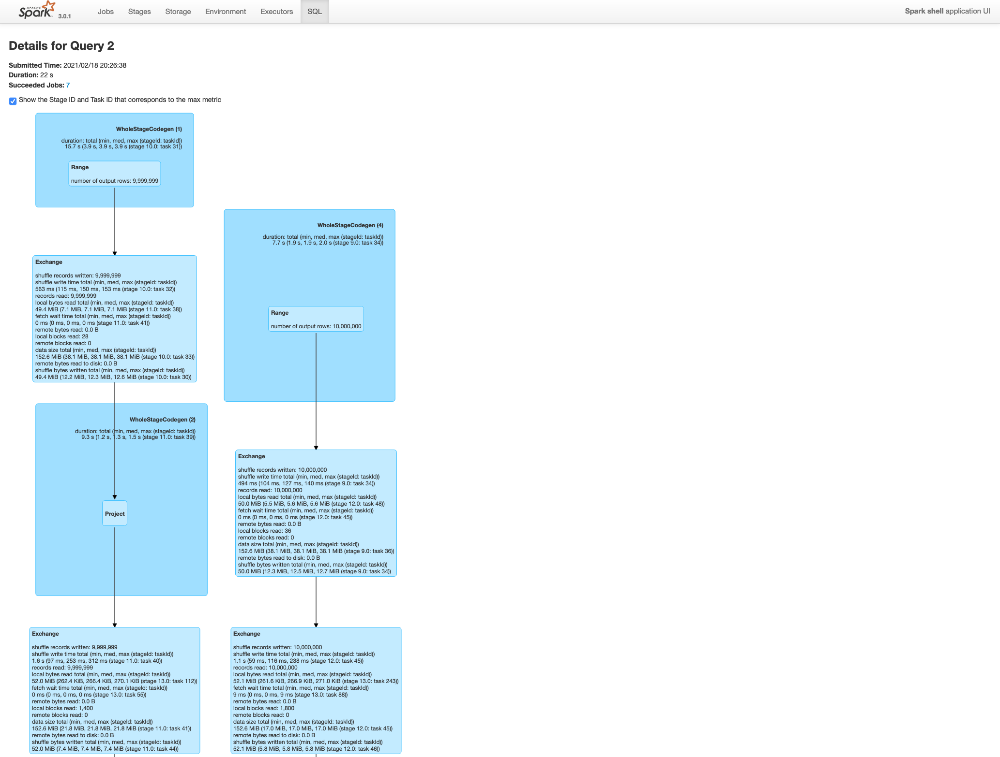 APACHE
Spark 3.0.1
Jobs
Stages
Storage
Environment
Executors
SQL
Spark shell application UI
Details for Query 2
Submitted Time: 2021/02/18 20:26:38
Duration: 22 s
Succeeded Jobs: 7
Show the Stage ID and Task ID that corresponds to the max metric
WholeStageCodegen (1)
duration: total (min, med, max (stageId: taskId))
15.7 s (3.9 s, 3.9 s, 3.9 s (stage 10.0: task 31))
Range
number of output rows: 9,999,999
Exchange
shuffle records written: 9,999,999
shuffle write time total (min, med, max (stageId: taskId))
563 ms (115 ms, 150 ms, 153 ms (stage 10.0: task 32))
records read: 9,999,999
local bytes read total (min, med, max (stageId: taskId))
49.4 MiB (7.1 MiB, 7.1 MiB, 7.1 MiB (stage 11.0: task 38))
fetch wait time total (min, med, max (stageId: taskId))
0 ms (0 ms, 0 ms, 0 ms (stage 11.0: task 41))
remote bytes read: 0.0 B
local blocks read: 28
remote blocks read: 0
data size total (min, med, max (stageId: taskId))
152.6 MiB (38.1 MiB, 38.1 MiB, 38.1 MiB (stage 10.0: task 33))
remote bytes read to disk: 0.0 B
shuffle bytes written total (min, med, max (stageId: taskId))
49.4 MiB (12.2 MiB, 12.3 MiB, 12.6 MiB (stage 10.0: task 30))
WholeStageCodegen (2)
duration: total (min, med, max (stageId: taskId))
9.3 s (1.2 s, 1.3 s, 1.5 s (stage 11.0: task 39))
Project
Exchange
shuffle records written: 9,999,999
shuffle write time total (min, med, max (stageId: taskId))
1.6 s (97 ms, 253 ms, 312 ms (stage 11.0: task 40))
records read: 9,999,999
local bytes read total (min, med, max (stageId: taskId))
52.0 MiB (262.4 KiB, 266.4 KiB, 270.1 KiB (stage 13.0: task 112))
fetch wait time total (min, med, max (stageId: taskId))
0 ms (0 ms, 0 ms, 0 ms (stage 13.0: task 55))
remote bytes read: 0.0 B
local blocks read: 1,400
remote blocks read: 0
data size total (min, med, max (stageId: taskId))
152.6 MiB (21.8 MiB, 21.8 MiB, 21.8 MiB (stage 11.0: task 41))
remote bytes read to disk: 0.0 B
shuffle bytes written total (min, med, max (stageId: taskId))
52.0 MiB (7.4 MiB, 7.4 MiB, 7.4 MiB (stage 11.0: task 44))
WholeStageCodegen (4)
duration: total (min, med, max (stageId: taskId))
7.7 s (1.9 s, 1.9 s, 2.0 s (stage 9.0: task 34))
Range
number of output rows: 10,000,000
Exchange
shuffle records written: 10,000,000
shuffle write time total (min, med, max (stageId: taskId))
494 ms (104 ms, 127 ms, 140 ms (stage 9.0: task 34))
records read: 10,000,000
local bytes read total (min, med, max (stageId: taskId))
50.0 MiB (5.5 MiB, 5.6 MiB, 5.6 MiB (stage 12.0: task 48))
fetch wait time total (min, med, max (stageId: taskId))
0 ms (0 ms, 0 ms, 0 ms (stage 12.0: task 45))
remote bytes read: 0.0 B
local blocks read: 36
remote blocks read: 0
data size total (min, med, max (stageId: taskId))
152.6 MiB (38.1 MiB, 38.1 MiB, 38.1 MiB (stage 9.0: task 36))
remote bytes read to disk: 0.0 B
shuffle bytes written total (min, med, max (stageId: taskId))
50.0 MiB (12.3 MiB, 12.5 MiB, 12.7 MiB (stage 9.0: task 34))
Exchange
shuffle records written: 10,000,000
shuffle write time total (min, med, max (stageId: taskId))
1.1 s (59 ms, 116 ms, 238 ms (stage 12.0: task 45))
records read: 10,000,000
local bytes read total (min, med, max (stageId: taskId))
52.1 MiB (261.6 KiB, 266.9 KiB, 271.0 KiB (stage 13.0: task 243))
fetch wait time total (min, med, max (stageId: taskId))
9 ms (0 ms, 0 ms, 9 ms (stage 13.0: task 88))
remote bytes read: 0.0 B
local blocks read: 1,800
remote blocks read: 0
data size total (min, med, max (stageId: taskId))
152.6 MiB (17.0 MiB, 17.0 MiB, 17.0 MiB (stage 12.0: task 45))
remote bytes read to disk: 0.0 B
shuffle bytes written total (min, med, max (stageId: taskId))
52.1 MiB (5.8 MiB, 5.8 MiB, 5.8 MiB (stage 12.0: task 46))